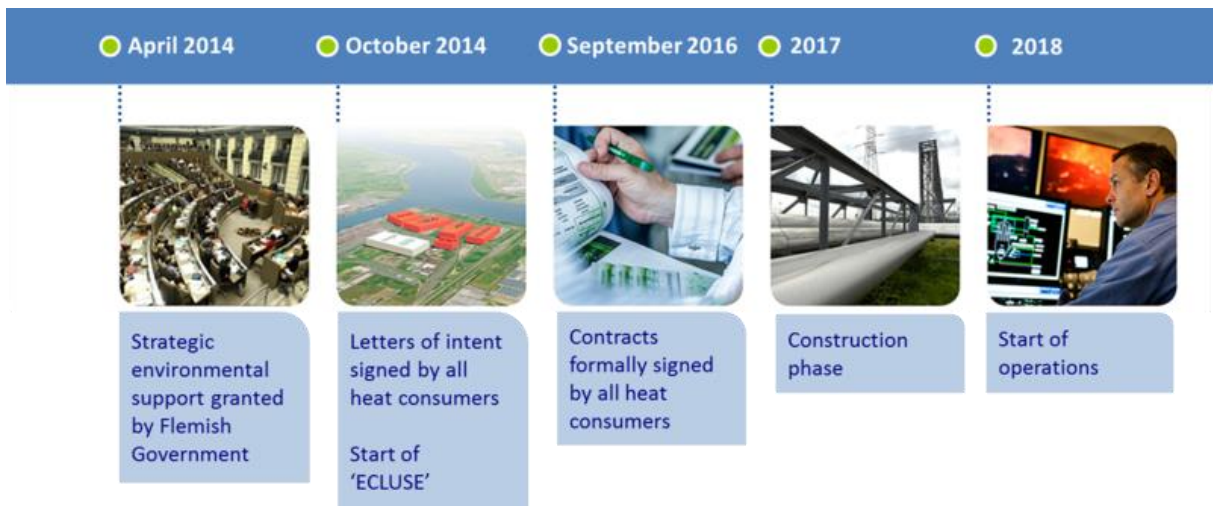 April 2014
October 2014
September 2016
2017
2018
Strategic
environmental
support granted
by Flemish
Government
Letters of intent
signed by all
heat consumers
Start of
‘ECLUSE’
Contracts
formally signed
by all heat
consumers
Construction
phase
Start of
operations